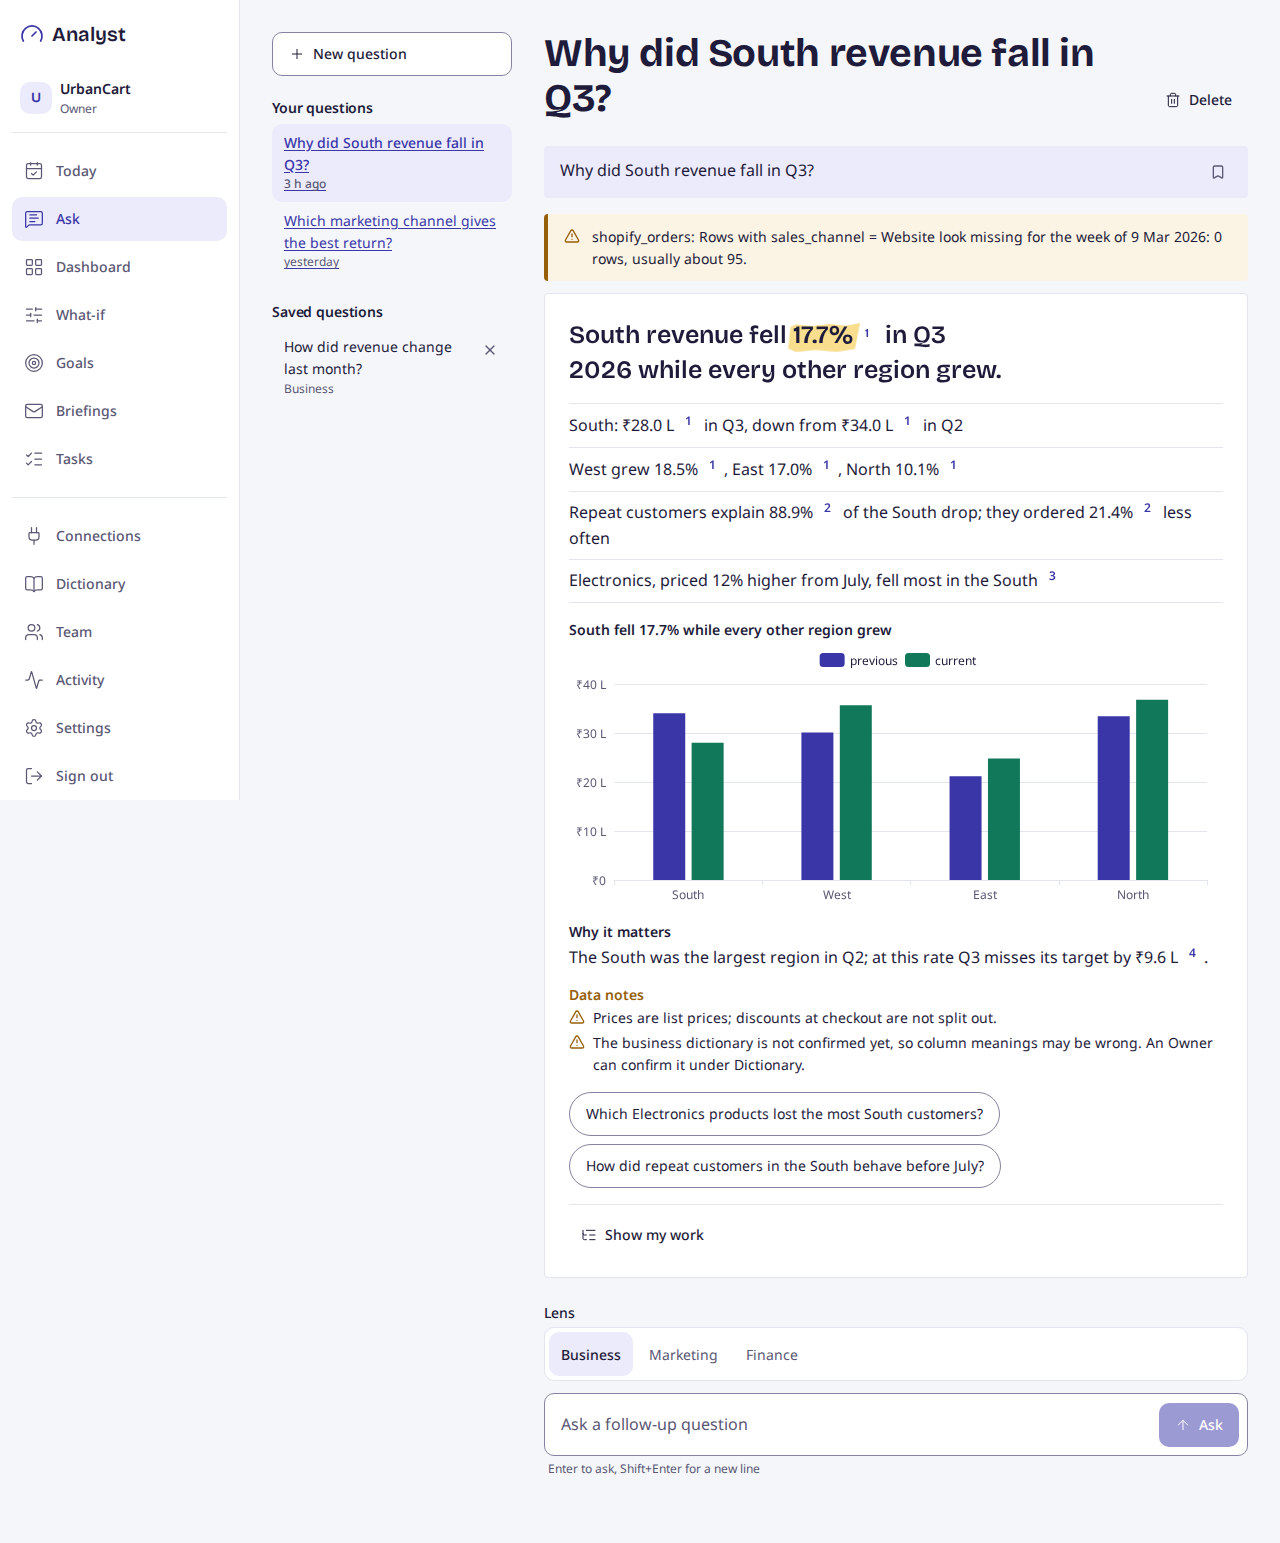 Analyst
U
UrbanCart
Owner
Today
Ask
Dashboard
What-if
Goals
Briefings
Tasks
Connections
Dictionary
Team
Activity
Settings
Sign out
New question
Your questions
Why did South revenue fall in
Q3?
3 h ago
Which marketing channel gives
the best return?
yesterday
Saved questions
How did revenue change
last month?
Business
Why did South revenue fall in
Q3?
Delete
Why did South revenue fall in Q3?
shopify_orders: Rows with sales_channel = Website look missing for the week of 9 Mar 2026: 0
rows, usually about 95.
South revenue fell 17.7% 1 in Q3
2026 while every other region grew.
South: ₹28.0 L 1 in Q3, down from ₹34.0 L 1 in Q2
West grew 18.5% 1 , East 17.0% 1 , North 10.1% 1
Repeat customers explain 88.9% 2 of the South drop; they ordered 21.4% 2 less
often
Electronics, priced 12% higher from July, fell most in the South 3
South fell 17.7% while every other region grew
previous current
₹40 L
₹30 L
₹20 L
₹10 L
₹0
South West East North
Why it matters
The South was the largest region in Q2; at this rate Q3 misses its target by ₹9.6 L 4 .
Data notes
Prices are list prices; discounts at checkout are not split out.
The business dictionary is not confirmed yet, so column meanings may be wrong. An Owner
can confirm it under Dictionary.
Which Electronics products lost the most South customers?
How did repeat customers in the South behave before July?
Show my work
Lens
Business Marketing Finance
Ask a follow-up question
Ask
Enter to ask, Shift+Enter for a new line